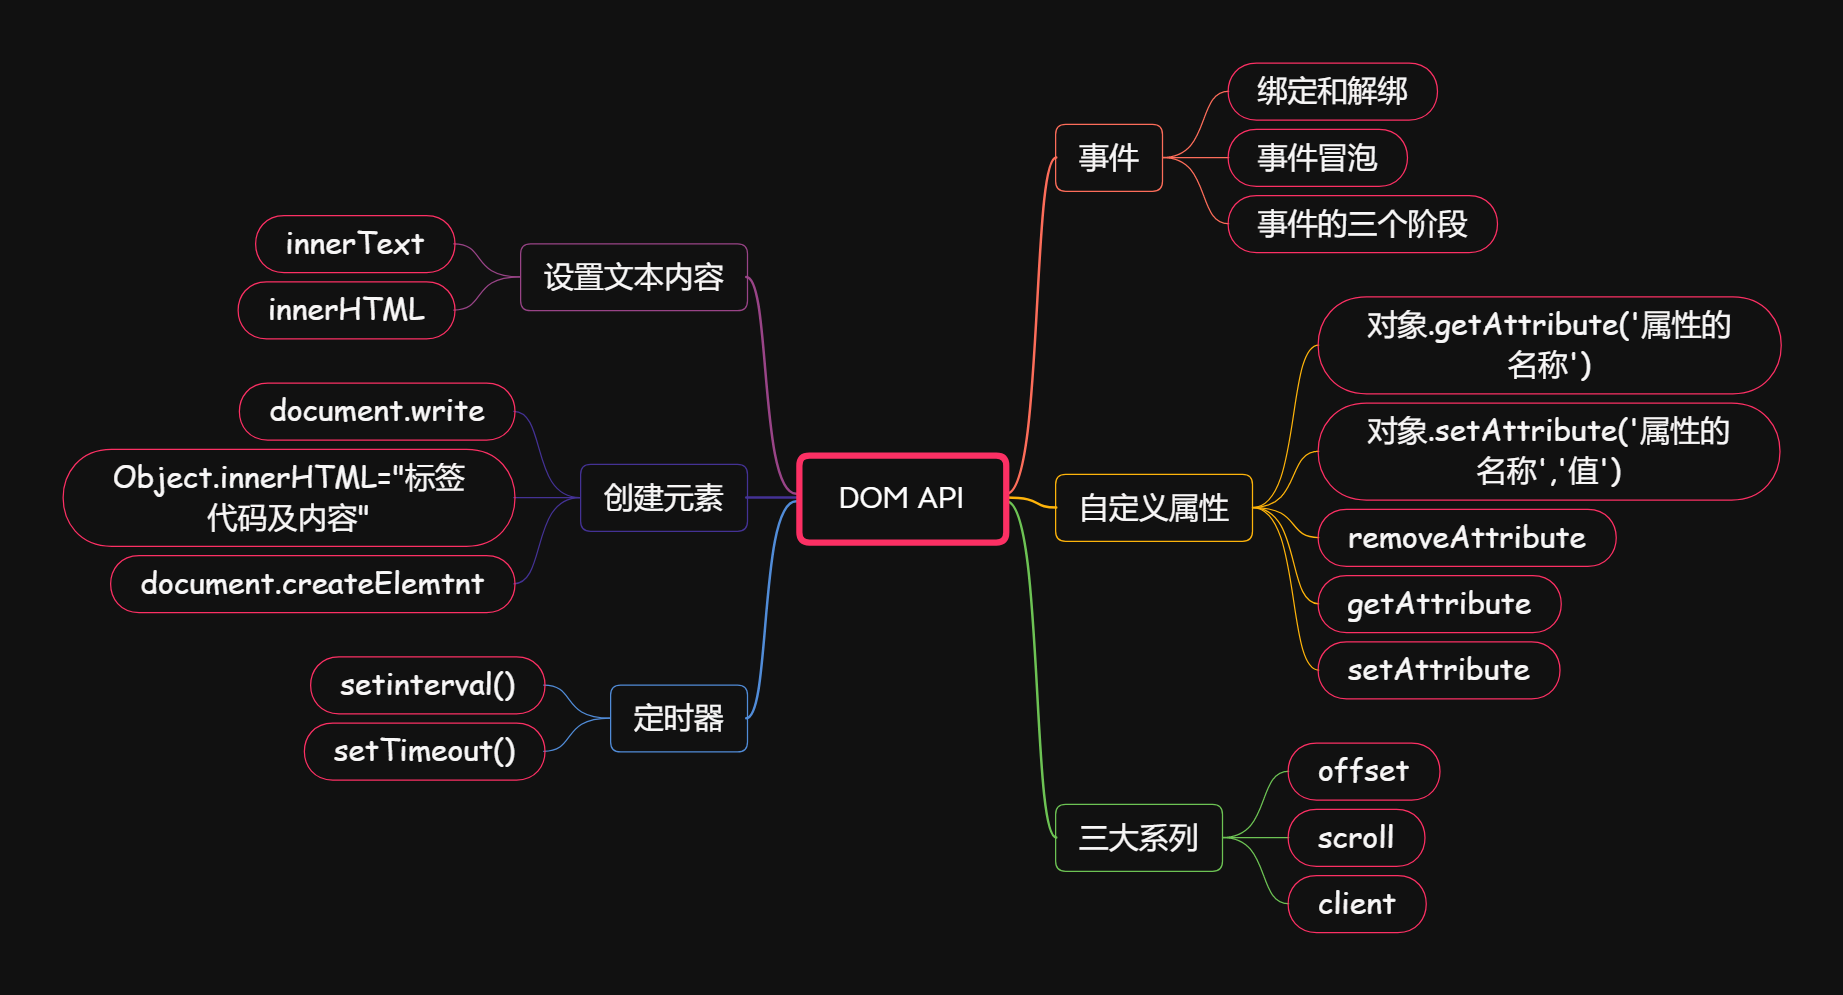 DOM API
事件
绑定和解绑
事件冒泡
事件的三个阶段
自定义属性
对象.getAttribute('属性的
名称')
对象.setAttribute('属性的
名称','值')
removeAttribute
getAttribute
setAttribute
三大系列
offset
scroll
client
设置文本内容
innerText
innerHTML
创建元素
document.write
Object.innerHTML="标签
代码及内容"
document.createElemtnt
定时器
setinterval()
setTimeout()